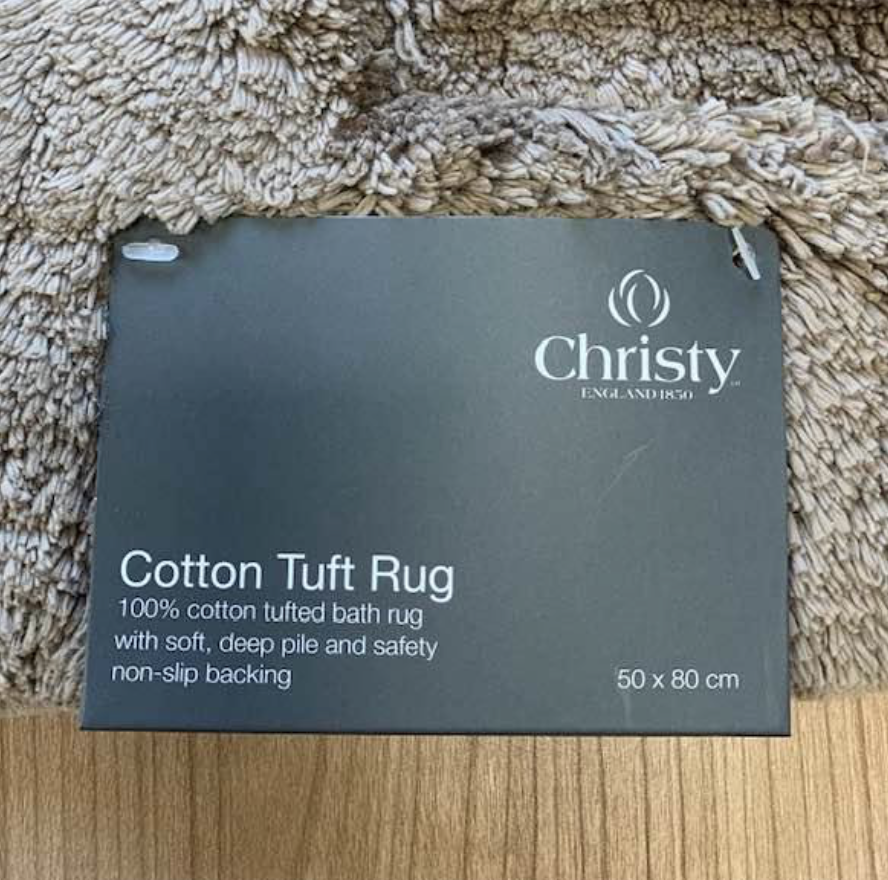 Christy
ENGLAND 1850
Cotton Tuft Rug
100% cotton tufted bath rug
with soft, deep pile and safety
non-slip backing
50 x 80 cm